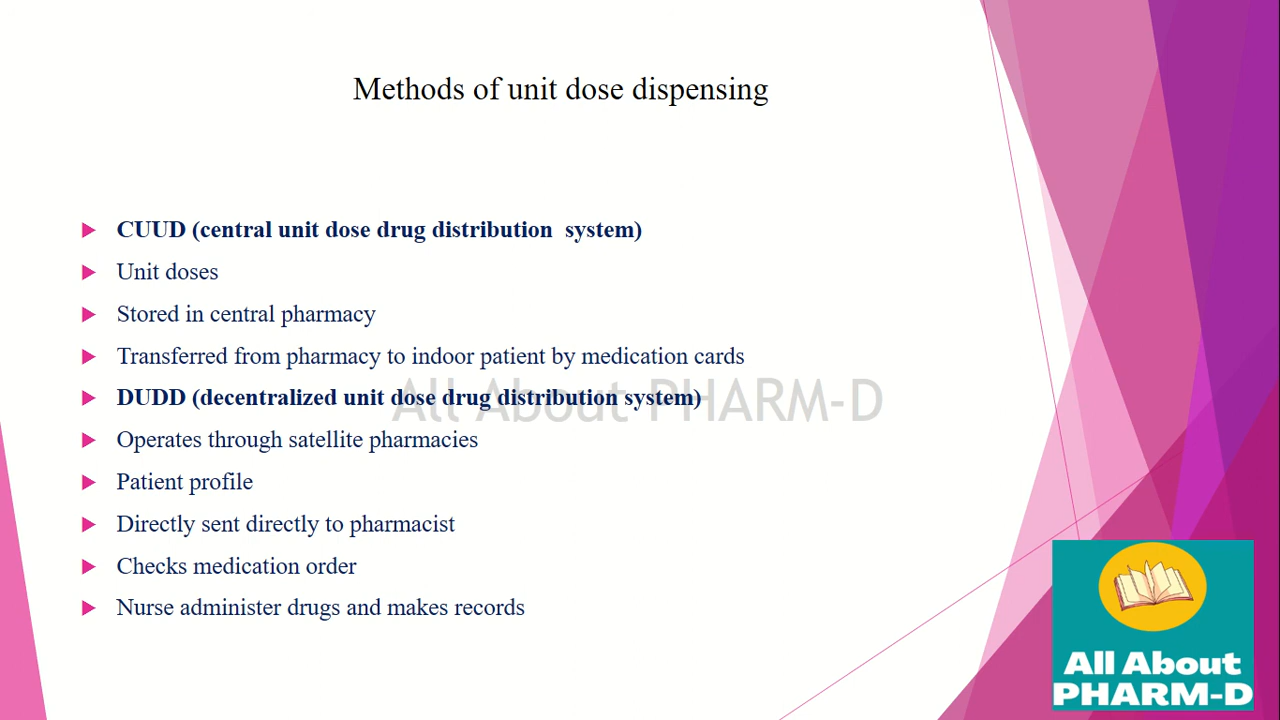 Methods of unit dose dispensing
CUUD (central unit dose drug distribution  system)
Unit doses
Stored in central pharmacy
Transferred from pharmacy to indoor patient by medication cards
DUDD (decentralized unit dose drug distribution system)
All About PHARM-D
Operates through satellite pharmacies
Patient profile
Directly sent directly to pharmacist
Checks medication order
Nurse administer drugs and makes records
All About
PHARM-D